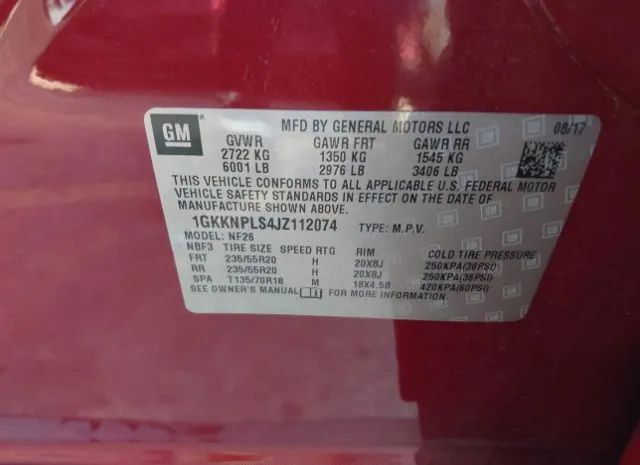 GM
MFD BY GENERAL MOTORS LLC 08/17
GVWR GAWR FRT GAWR RR
2722 KG 1350 KG 1545 KG
6001 LB 2976 LB 3406 LB
THIS VEHICLE CONFORMS TO ALL APPLICABLE U.S. FEDERAL MOTOR
VEHICLE SAFETY STANDARDS IN EFFECT ON THE DATE OF
MANUFACTURE SHOWN ABOVE.
1GKKNPLS4JZ112074 TYPE: M.P.V.
MODEL: NF26
NBF3 TIRE SIZE SPEED RTG RIM COLD TIRE PRESSURE
FRT 235/55R20 H 20X8J 250KPA(36PSI)
RR 235/55R20 H 20X8J 250KPA(36PSI)
SPA T135/70R18 M 18X4.5B 420KPA(60PSI)
SEE OWNER'S MANUAL FOR MORE INFORMATION.